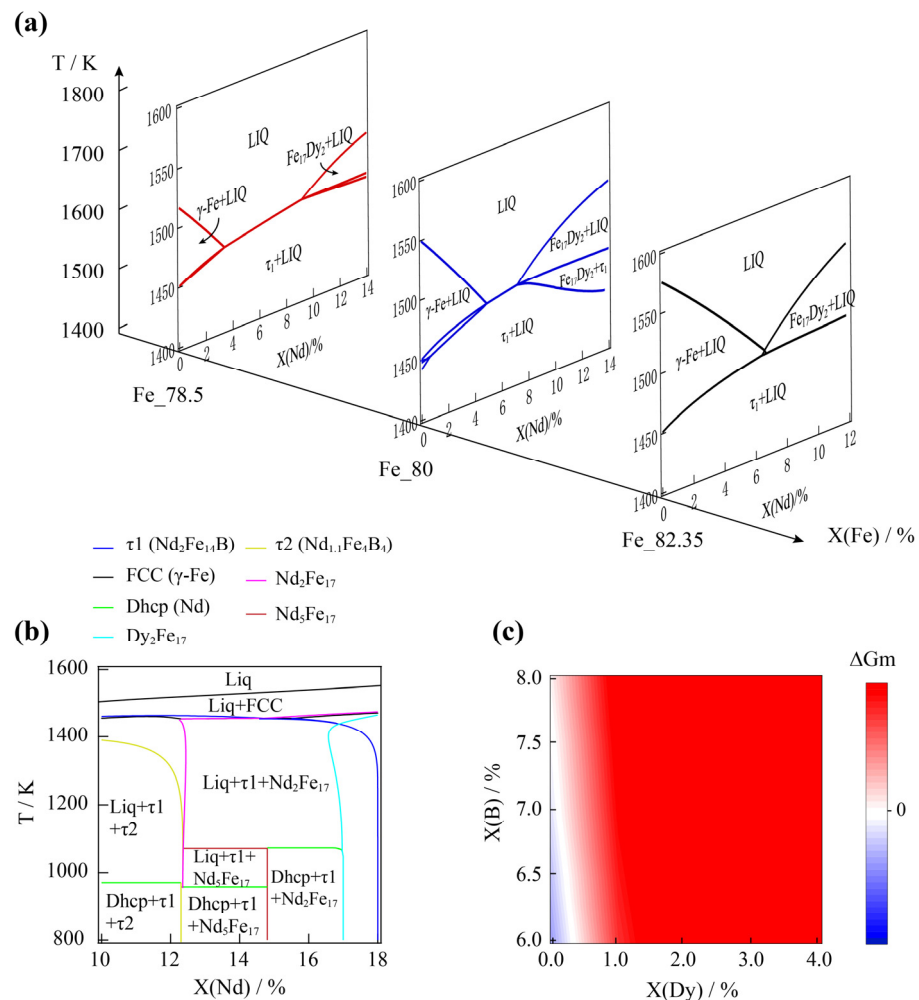 (a)
T / K
1800
1700
1600
1500
1400
1600
1550
1500
1450
1400
LIQ
Fe₁₇Dy₂+LIQ
γ-Fe+LIQ
τ₁+LIQ
0 2 4 6 8 10 12 14
X(Nd)/%
Fe_78.5
1600
1550
1500
1450
1400
LIQ
Fe₁₇Dy₂+LIQ
Fe₁₇Dy₂+τ₁
γ-Fe+LIQ
τ₁+LIQ
0 2 4 6 8 10 12 14
X(Nd)/%
Fe_80
1600
1550
1500
1450
1400
LIQ
Fe₁₇Dy₂+LIQ
γ-Fe+LIQ
τ₁+LIQ
0 2 4 6 8 10 12
X(Nd)/%
Fe_82.35
X(Fe) / %
τ1 (Nd₂Fe₁₄B) τ2 (Nd₁.₁Fe₄B₄)
FCC (γ-Fe) Nd₂Fe₁₇
Dhcp (Nd) Nd₅Fe₁₇
Dy₂Fe₁₇
(b)
T / K
1600
1400
1200
1000
800
Liq
Liq+FCC
Liq+τ1+Nd₂Fe₁₇
Liq+τ1
+τ2
Liq+τ1+
Nd₅Fe₁₇
Dhcp+τ1
+Nd₂Fe₁₇
Dhcp+τ1
+τ2
Dhcp+τ1
+Nd₅Fe₁₇
10 12 14 16 18
X(Nd) / %
(c)
ΔGm
X(B) / %
8.0
7.5
7.0
6.5
6.0
0
0.0 1.0 2.0 3.0 4.0
X(Dy) / %